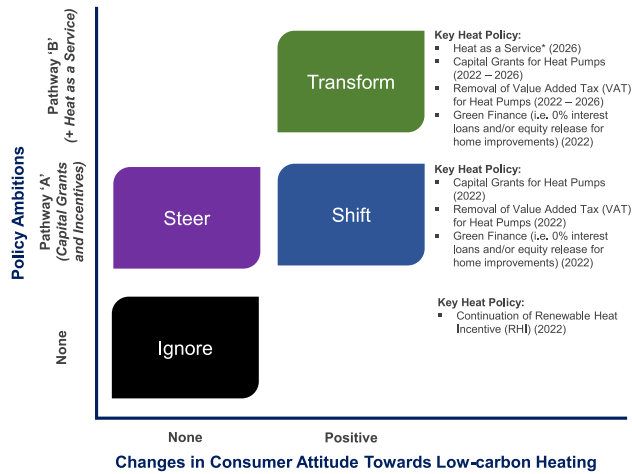 Policy Ambitions
Pathway ‘B’
(+ Heat as a Service)
Transform
Key Heat Policy:
▪ Heat as a Service* (2026)
▪ Capital Grants for Heat Pumps
(2022 – 2026)
▪ Removal of Value Added Tax (VAT)
for Heat Pumps (2022 – 2026)
▪ Green Finance (i.e. 0% interest
loans and/or equity release for
home improvements) (2022)
Pathway ‘A’
(Capital Grants
and Incentives)
Steer
Shift
Key Heat Policy:
▪ Capital Grants for Heat Pumps
(2022)
▪ Removal of Value Added Tax (VAT)
for Heat Pumps (2022)
▪ Green Finance (i.e. 0% interest
loans and/or equity release for
home improvements) (2022)
None
Ignore
Key Heat Policy:
▪ Continuation of Renewable Heat
Incentive (RHI) (2022)
None
Positive
Changes in Consumer Attitude Towards Low-carbon Heating